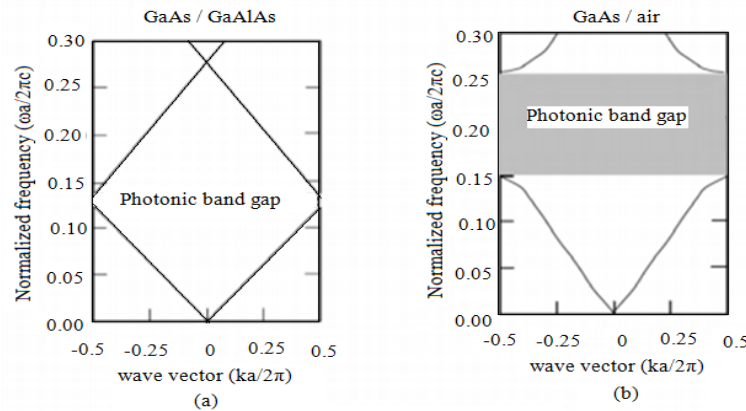 GaAs / GaAlAs
Normalized frequency (ωa/2πc)
0.30
0.25
0.20
0.15
0.10
0.05
0.00
Photonic band gap
-0.5
-0.25
0
0.25
0.5
wave vector (ka/2π)
(a)
GaAs / air
Normalized frequency (ωa/2πc)
0.30
0.25
0.20
0.15
0.10
0.05
0.00
Photonic band gap
-0.5
-0.25
0
0.25
0.5
wave vector (ka/2π)
(b)